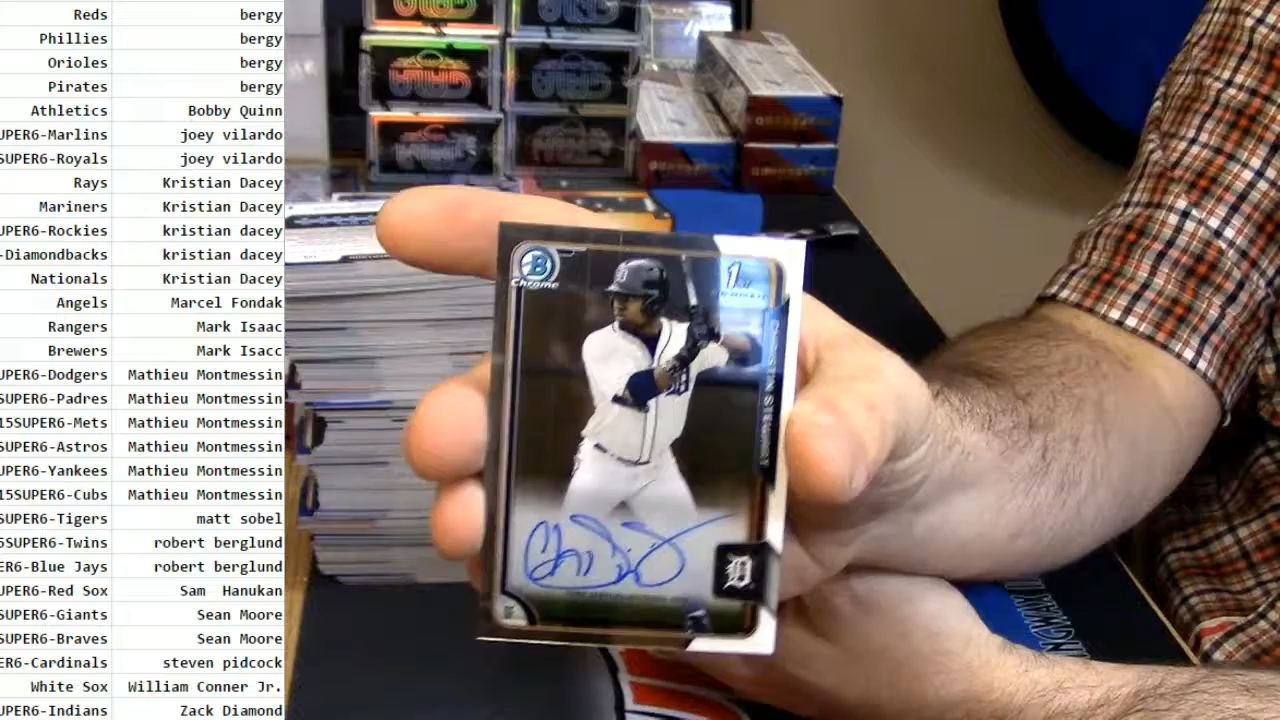 Reds bergy
Phillies bergy
Orioles bergy
Pirates bergy
Athletics Bobby Quinn
UPER6-Marlins joey vilardo
SUPER6-Royals joey vilardo
Rays Kristian Dacey
Mariners Kristian Dacey
UPER6-Rockies kristian dacey
-Diamondbacks kristian dacey
Nationals Kristian Dacey
Angels Marcel Fondak
Rangers Mark Isaac
Brewers Mark Isacc
UPER6-Dodgers Mathieu Montmessin
SUPER6-Padres Mathieu Montmessin
15SUPER6-Mets Mathieu Montmessin
SUPER6-Astros Mathieu Montmessin
UPER6-Yankees Mathieu Montmessin
15SUPER6-Cubs Mathieu Montmessin
SUPER6-Tigers matt sobel
5SUPER6-Twins robert berglund
ER6-Blue Jays robert berglund
PER6-Red Sox Sam Hanukan
SUPER6-Giants Sean Moore
SUPER6-Braves Sean Moore
ER6-Cardinals steven pidcock
White Sox William Conner Jr.
UPER6-Indians Zack Diamond
B
Chrome
1st
D